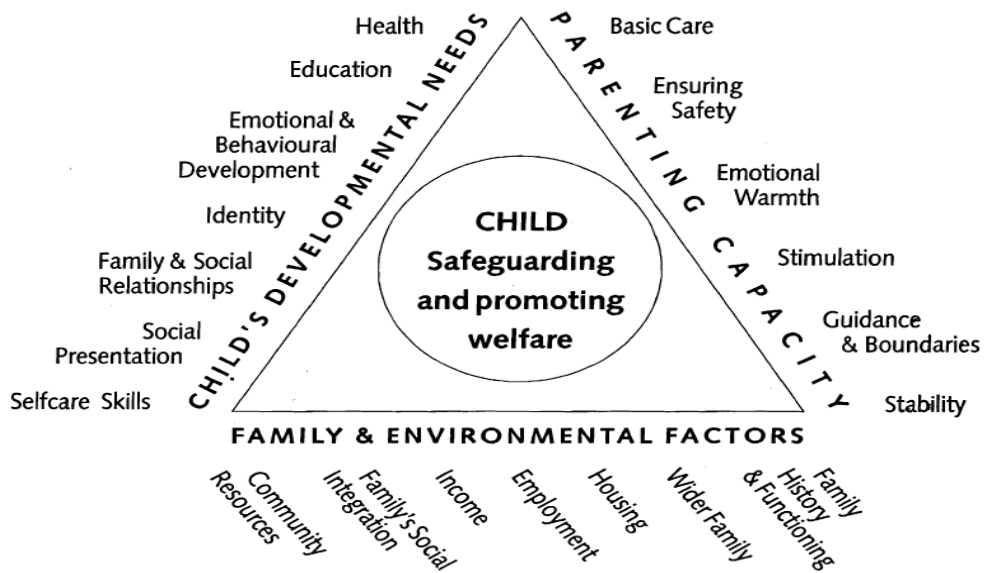 Health
Education
Emotional &
Behavioural
Development
Identity
Family & Social
Relationships
Social
Presentation
Selfcare Skills
CHILD'S DEVELOPMENTAL NEEDS
CHILD
Safeguarding
and promoting
welfare
PARENTING CAPACITY
Basic Care
Ensuring
Safety
Emotional
Warmth
Stimulation
Guidance
& Boundaries
Stability
FAMILY & ENVIRONMENTAL FACTORS
Community
Resources
Family's Social
Integration
Income
Employment
Housing
Wider Family
Family
History
& Functioning